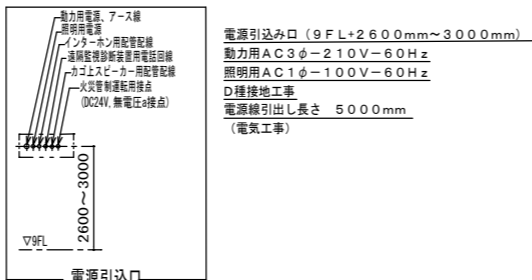 動力用電源、アース線
照明用電源
インターホン用配管配線
遠隔監視診断装置用電話回線
カゴ上スピーカー用配管配線
火災管制運転用接点
(DC24V,無電圧a接点)
2600～3000
▽9FL
電源引込口
電源引込み口（９ＦＬ+２６００mm～３０００mm）
動力用ＡＣ３φ－２１０Ｖ－６０Ｈｚ
照明用ＡＣ１φ－１００Ｖ－６０Ｈｚ
Ｄ種接地工事
電源線引出し長さ　５０００mm
（電気工事）